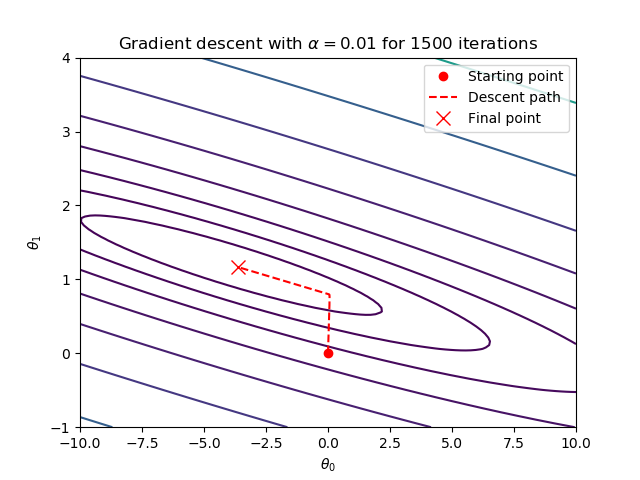 Gradient descent with α = 0.01 for 1500 iterations
Starting point
Descent path
Final point
4
3
2
1
0
−1
θ1
−10.0 −7.5 −5.0 −2.5 0.0 2.5 5.0 7.5 10.0
θ0